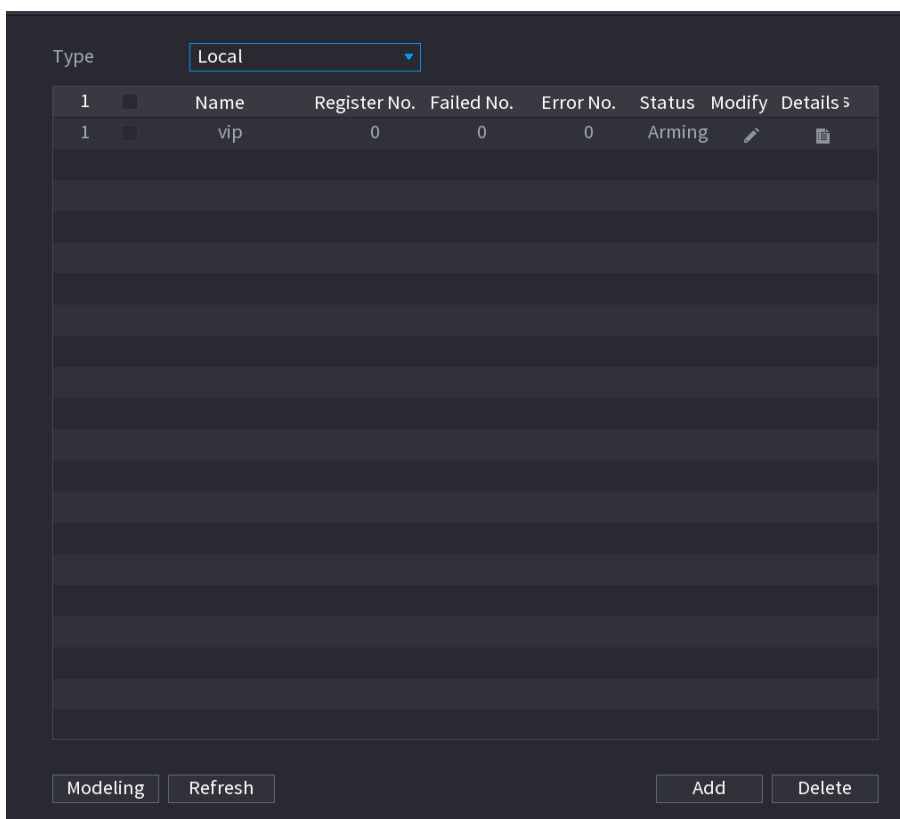 Type Local
1 Name Register No. Failed No. Error No. Status Modify Details s
1 vip 0 0 0 Arming
Modeling Refresh Add Delete